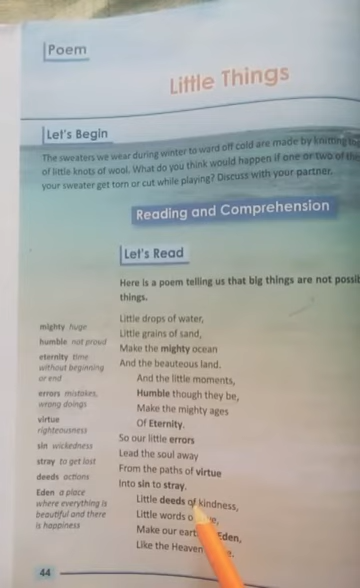 Poem
Little Things
Let's Begin
The sweaters we wear during winter to ward off cold are made by knitting
of little knots of wool. What do you think would happen if one or two of
your sweater get torn or cut while playing? Discuss with your partner.
Reading and Comprehension
Let's Read
Here is a poem telling us that big things are not
things.
mighty huge
humble not proud
eternity time
without beginning
or end
errors mistakes,
wrong doings
virtue
righteousness
sin wickedness
stray to get lost
deeds actions
Eden a place
where everything is
beautiful and there
is happiness
Little drops of water,
Little grains of sand,
Make the mighty ocean
And the beauteous land.
And the little moments,
Humble though they be,
Make the mighty ages
Of Eternity.
So our little errors
Lead the soul away
From the paths of virtue
Into sin to stray.
Little deeds of kindness,
Little words
Make our Eden,
Like the Heaven
44